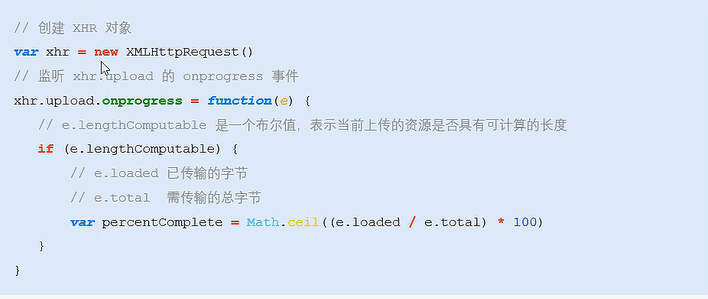 // 创建 XHR 对象
var xhr = new XMLHttpRequest()
// 监听 xhr.upload 的 onprogress 事件
xhr.upload.onprogress = function(e) {
// e.lengthComputable 是一个布尔值，表示当前上传的资源是否具有可计算的长度
if (e.lengthComputable) {
// e.loaded 已传输的字节
// e.total  需传输的总字节
var percentComplete = Math.ceil((e.loaded / e.total) * 100)
}
}